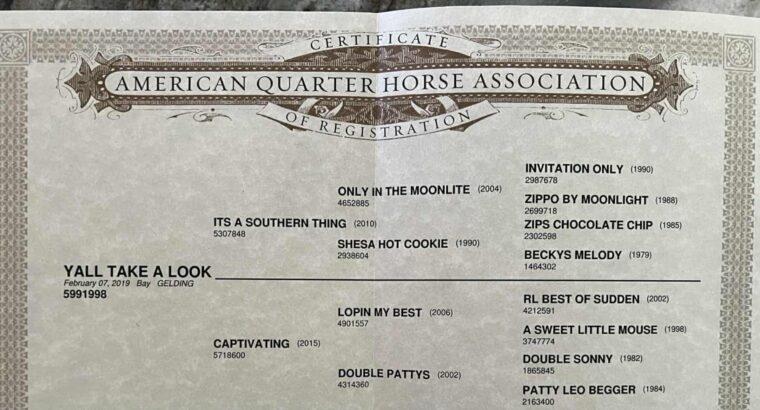 CERTIFICATE
AMERICAN QUARTER HORSE ASSOCIATION
OF REGISTRATION
INVITATION ONLY (1990)
2987678
ONLY IN THE MOONLITE (2004)
4652885
ZIPPO BY MOONLIGHT (1988)
2699718
ITS A SOUTHERN THING (2010)
5307848
ZIPS CHOCOLATE CHIP (1985)
2302598
SHESA HOT COOKIE (1990)
2938604
BECKYS MELODY (1979)
1464302
YALL TAKE A LOOK
February 07, 2019 Bay GELDING
5991998
RL BEST OF SUDDEN (2002)
4212591
LOPIN MY BEST (2006)
4901557
A SWEET LITTLE MOUSE (1998)
3747774
CAPTIVATING (2015)
5718600
DOUBLE SONNY (1982)
1865845
DOUBLE PATTYS (2002)
4314360
PATTY LEO BEGGER (1984)
2163400